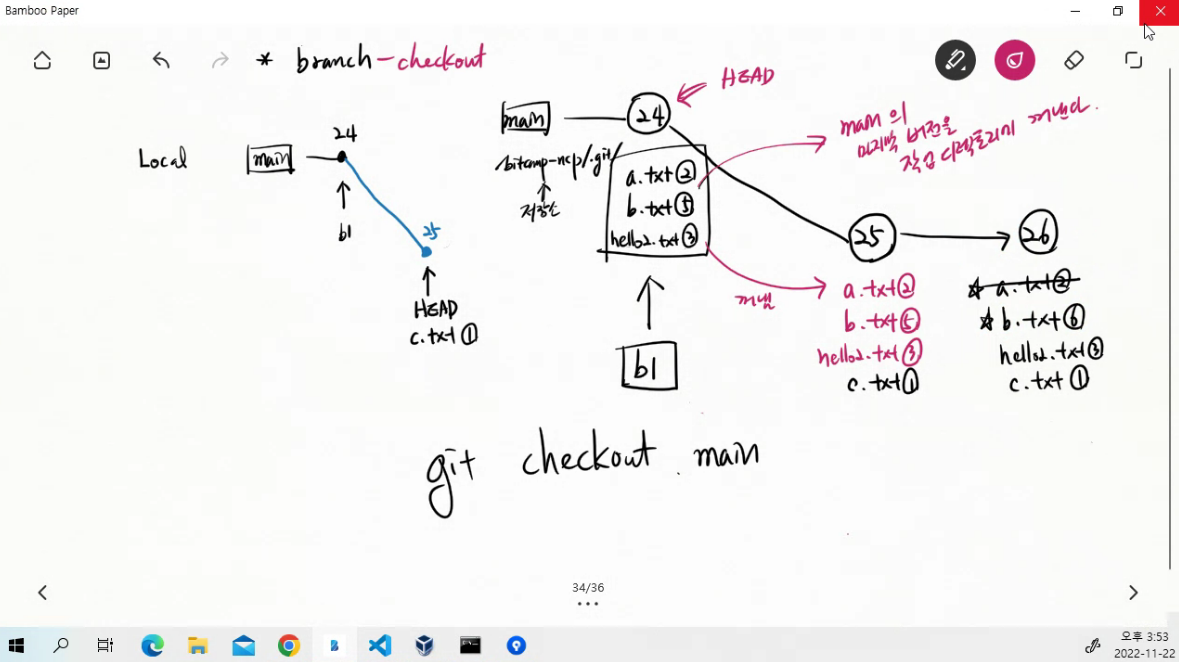 Bamboo Paper
* branch-checkout
HEAD
main
24
main의
마지막 버전을
작업 디렉토리에 꺼낸다.
24
Local
main
bitcamp-ncp/.git/
저장소
a.txt ②
b.txt ⑤
hello2.txt ③
b1
25
25
26
HEAD
c.txt ①
꺼냄
a.txt ②
b.txt ⑤
hello2.txt ③
c.txt ①
☆ a.txt ②
☆ b.txt ⑥
hello2.txt ③
c.txt ①
b1
git checkout main
34/36
오후 3:53
2022-11-22